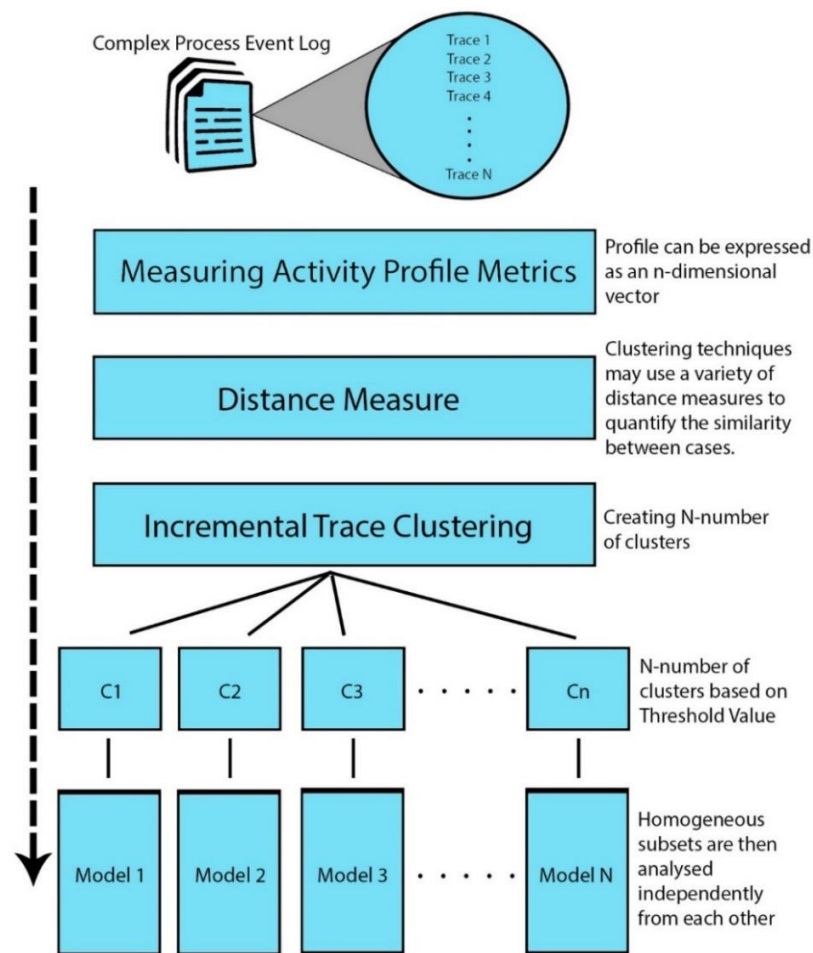 Complex Process Event Log
Trace 1
Trace 2
Trace 3
Trace 4
Trace N
Measuring Activity Profile Metrics
Profile can be expressed
as an n-dimensional
vector
Distance Measure
Clustering techniques
may use a variety of
distance measures to
quantify the similarity
between cases.
Incremental Trace Clustering
Creating N-number
of clusters
C1
C2
C3
Cn
N-number of
clusters based on
Threshold Value
Model 1
Model 2
Model 3
Model N
Homogeneous
subsets are then
analysed
independently
from each other